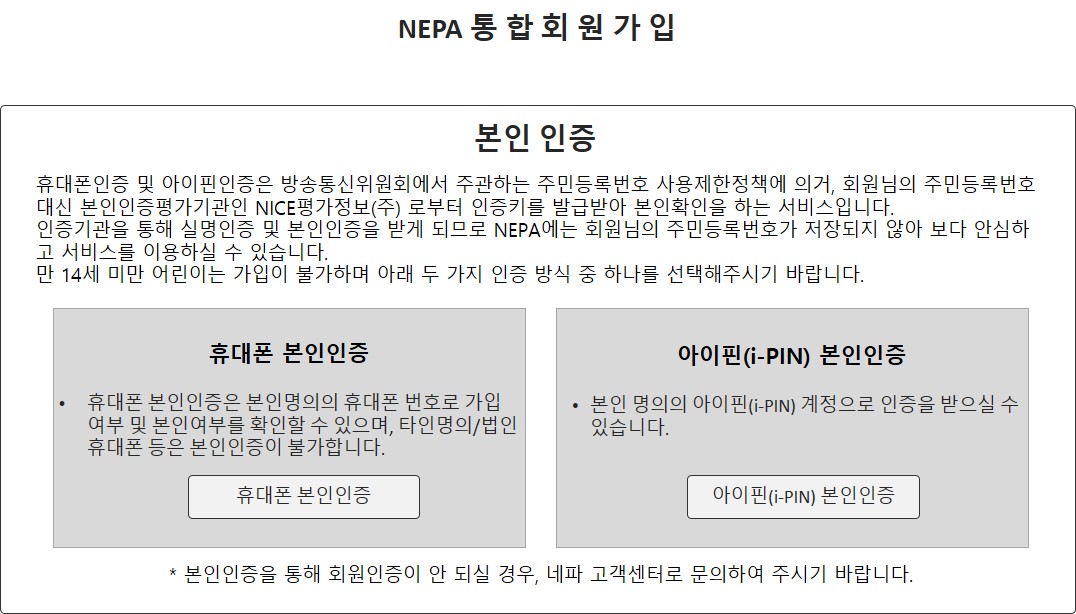 NEPA 통 합 회 원 가 입
본인 인증
휴대폰인증 및 아이핀인증은 방송통신위원회에서 주관하는 주민등록번호 사용제한정책에 의거, 회원님의 주민등록번호
대신 본인인증평가기관인 NICE평가정보(주) 로부터 인증키를 발급받아 본인확인을 하는 서비스입니다.
인증기관을 통해 실명인증 및 본인인증을 받게 되므로 NEPA에는 회원님의 주민등록번호가 저장되지 않아 보다 안심하
고 서비스를 이용하실 수 있습니다.
만 14세 미만 어린이는 가입이 불가하며 아래 두 가지 인증 방식 중 하나를 선택해주시기 바랍니다.
휴대폰 본인인증
• 휴대폰 본인인증은 본인명의의 휴대폰 번호로 가입
여부 및 본인여부를 확인할 수 있으며, 타인명의/법인
휴대폰 등은 본인인증이 불가합니다.
휴대폰 본인인증
아이핀(i-PIN) 본인인증
• 본인 명의의 아이핀(i-PIN) 계정으로 인증을 받으실 수
있습니다.
아이핀(i-PIN) 본인인증
* 본인인증을 통해 회원인증이 안 되실 경우, 네파 고객센터로 문의하여 주시기 바랍니다.